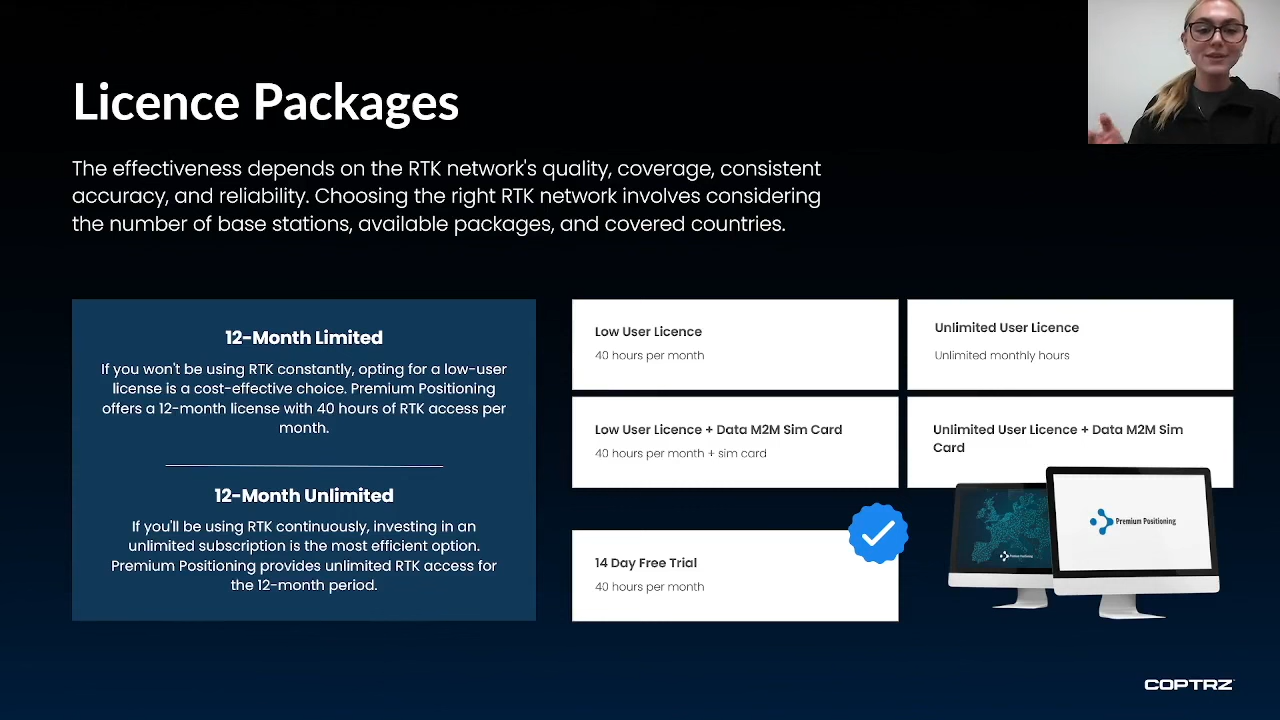 Licence Packages
The effectiveness depends on the RTK network's quality, coverage, consistent
accuracy, and reliability. Choosing the right RTK network involves considering
the number of base stations, available packages, and covered countries.
12-Month Limited
If you won't be using RTK constantly, opting for a low-user
license is a cost-effective choice. Premium Positioning
offers a 12-month license with 40 hours of RTK access per
month.
12-Month Unlimited
If you'll be using RTK continuously, investing in an
unlimited subscription is the most efficient option.
Premium Positioning provides unlimited RTK access for
the 12-month period.
Low User Licence
40 hours per month
Unlimited User Licence
Unlimited monthly hours
Low User Licence + Data M2M Sim Card
40 hours per month + sim card
Unlimited User Licence + Data M2M Sim
Card
14 Day Free Trial
40 hours per month
Premium Positioning
Premium Positioning
COPTRZ